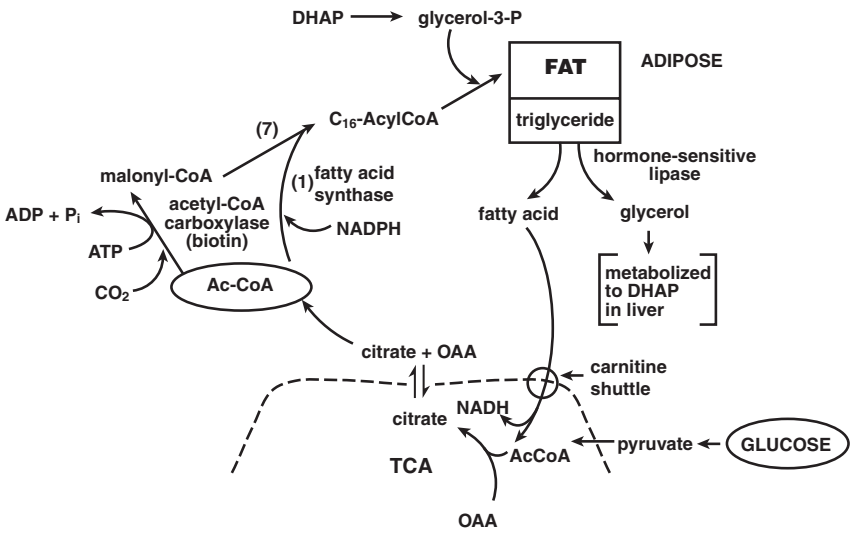 DHAP
glycerol-3-P
FAT
ADIPOSE
triglyceride
C₁₆-AcylCoA
(7)
hormone-sensitive
lipase
malonyl-CoA
(1) fatty acid
synthase
acetyl-CoA
carboxylase
(biotin)
ADP + Pᵢ
NADPH
fatty acid
glycerol
ATP
CO₂
Ac-CoA
metabolized
to DHAP
in liver
citrate + OAA
carnitine
shuttle
citrate
NADH
AcCoA
pyruvate
GLUCOSE
TCA
OAA